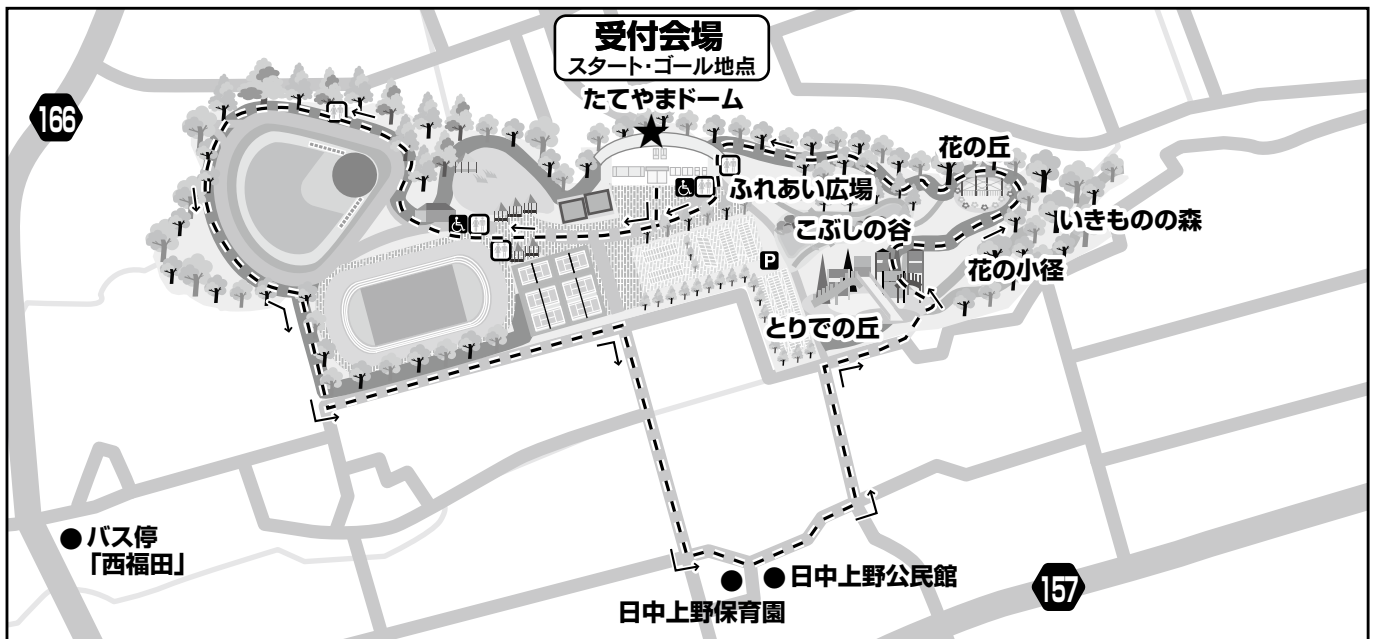 受付会場
スタート・ゴール地点
たてやまドーム
166
花の丘
ふれあい広場
いきものの森
こぶしの谷
花の小径
P
とりでの丘
バス停
「西福田」
日中上野公民館
157
日中上野保育園